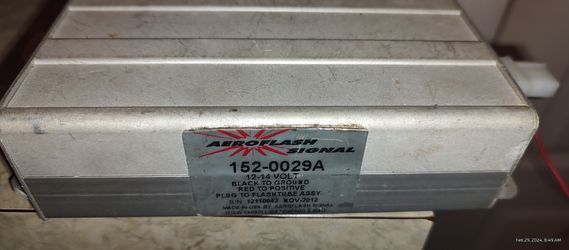 AEROFLASH
SIGNAL
152-0029A
12-14 VOLT
BLACK TO GROUND
RED TO POSITIVE
PLUG TO FLASHTUBE ASSY
S/N 12110043 NOV-2012
MADE IN USA BY AEROFLASH SIGNAL
Feb 29, 2024, 8:49 AM